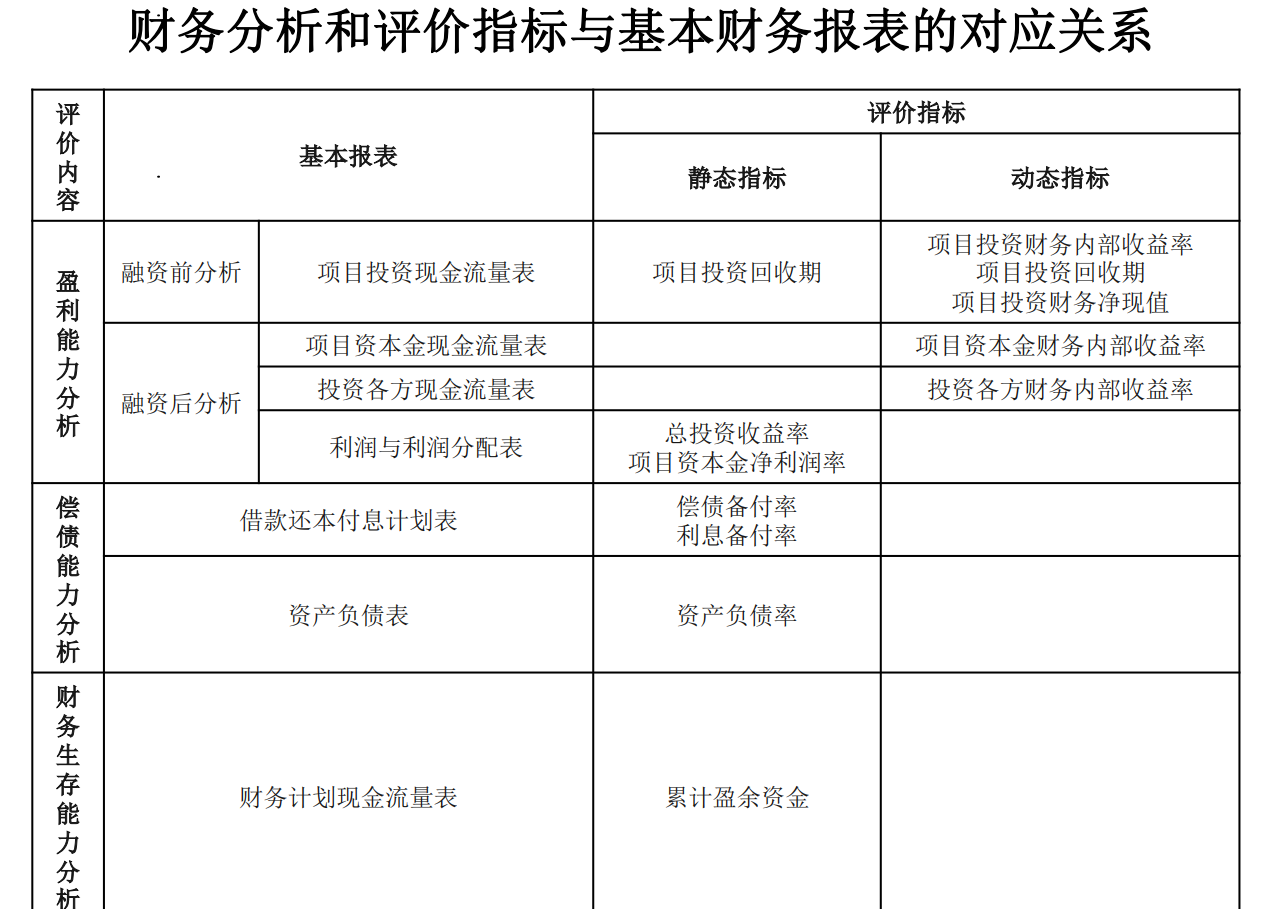 财务分析和评价指标与基本财务报表的对应关系
评价内容
基本报表
评价指标
静态指标
动态指标
盈利能力分析
融资前分析
项目投资现金流量表
项目投资回收期
项目投资财务内部收益率
项目投资回收期
项目投资财务净现值
融资后分析
项目资本金现金流量表
项目资本金财务内部收益率
投资各方现金流量表
投资各方财务内部收益率
利润与利润分配表
总投资收益率
项目资本金净利润率
偿债能力分析
借款还本付息计划表
偿债备付率
利息备付率
资产负债表
资产负债率
财务生存能力分析
财务计划现金流量表
累计盈余资金